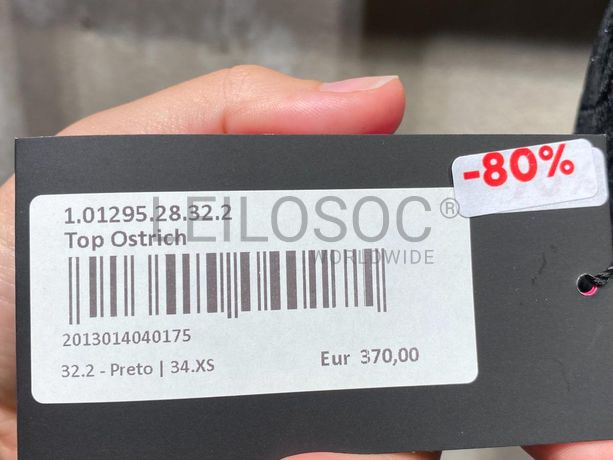 -80%
1.01295.28.32.2
Top Ostrich
LEILOSOC®
WORLDWIDE
2013014040175
32.2 - Preto | 34.XS
Eur 370,00